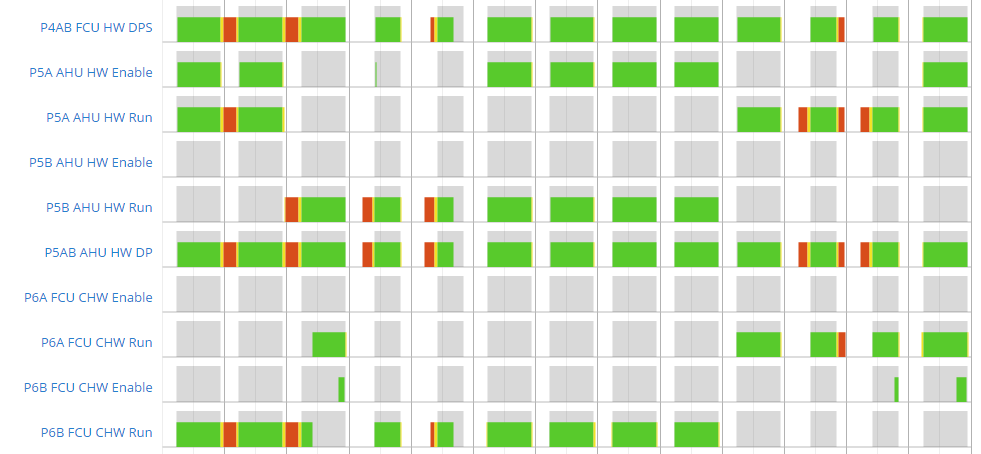 P4AB FCU HW DPS
P5A AHU HW Enable
P5A AHU HW Run
P5B AHU HW Enable
P5B AHU HW Run
P5AB AHU HW DP
P6A FCU CHW Enable
P6A FCU CHW Run
P6B FCU CHW Enable
P6B FCU CHW Run